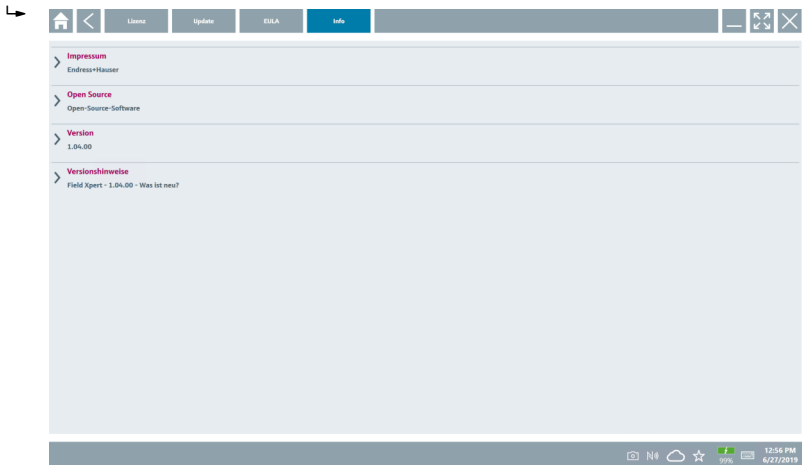 Lizenz Update EULA Info
Impressum
Endress+Hauser
Open Source
Open-Source-Software
Version
1.04.00
Versionshinweise
Field Xpert - 1.04.00 - Was ist neu?
99%
12:56 PM
6/27/2019